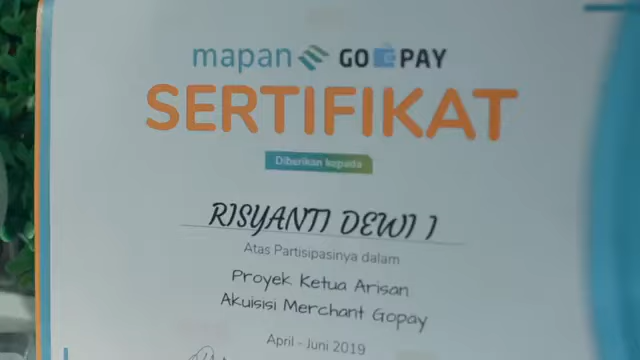 mapan GO PAY
SERTIFIKAT
Diberikan kepada
RISYANTI DEWI I
Atas Partisipasinya dalam
Proyek Ketua Arisan
Akuisisi Merchant Gopay
April - Juni 2019